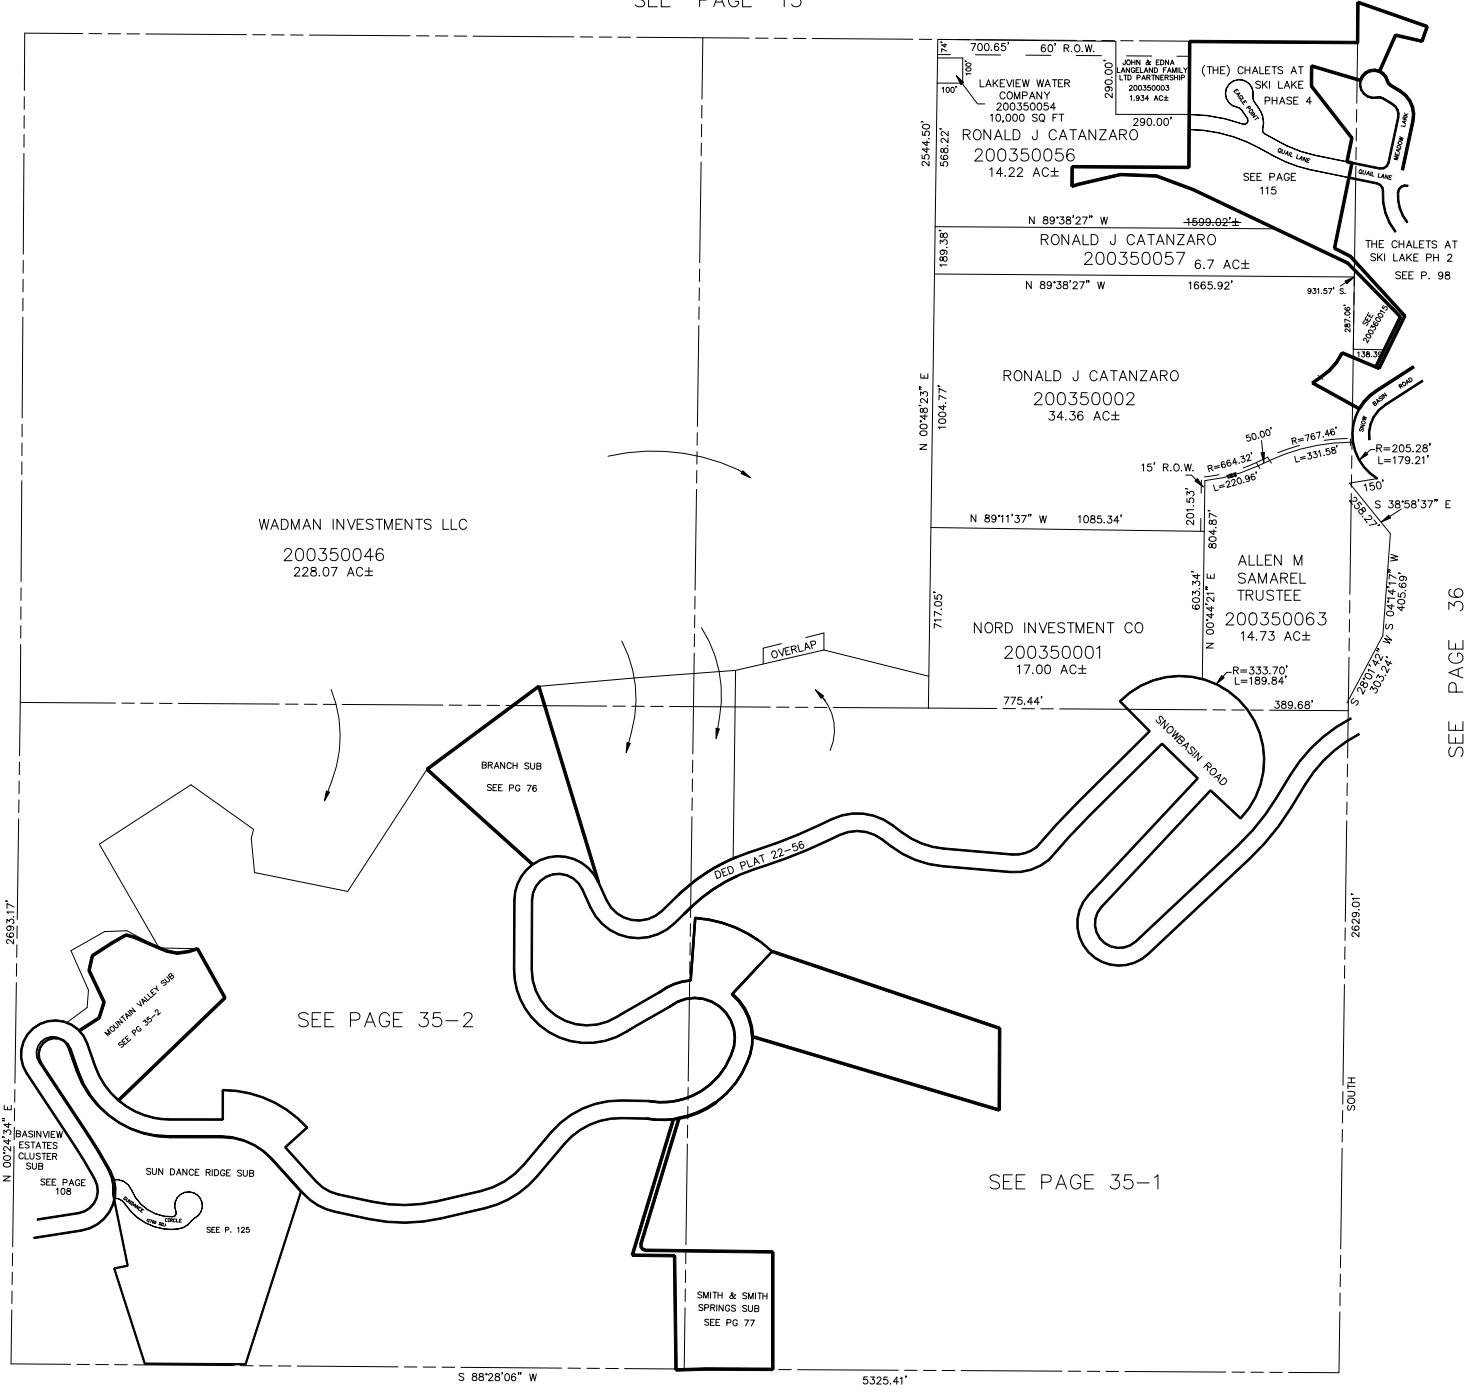 SEE PAGE 15
74'
700.65'
60' R.O.W.
100'
100'
LAKEVIEW WATER
COMPANY
200350054
10,000 SQ FT
290.00'
JOHN & EDNA
LANGELAND FAMILY
LTD PARTNERSHIP
200350003
1.934 AC±
290.00'
(THE) CHALETS AT
SKI LAKE
PHASE 4
EAGLE POINT
QUAIL LANE
QUAIL LANE
MEADOW LARK
SEE PAGE
115
2544.50'
568.22'
RONALD J CATANZARO
200350056
14.22 AC±
N 89°38'27" W
1599.02'±
189.38'
RONALD J CATANZARO
200350057 6.7 AC±
N 89°38'27" W
1665.92'
THE CHALETS AT
SKI LAKE PH 2
SEE P. 98
931.57' S.
287.06'
SEE
200360015
138.39
N 00°48'23" E
1004.77'
RONALD J CATANZARO
200350002
34.36 AC±
SNOW BASIN ROAD
50.00'
R=767.46'
L=331.58'
R=664.32'
L=220.96'
15' R.O.W.
R=205.28'
L=179.21'
150'
S 38°58'37" E
258.27'
201.53'
804.87'
N 89°11'37" W
1085.34'
WADMAN INVESTMENTS LLC
200350046
228.07 AC±
ALLEN M
SAMAREL
TRUSTEE
200350063
14.73 AC±
603.34'
N 00°44'21" E
S 04°14'17" W
405.69'
S 28°01'42" W
303.24'
717.05'
NORD INVESTMENT CO
200350001
17.00 AC±
R=333.70'
L=189.84'
775.44'
389.68'
SEE PAGE 36
OVERLAP
SNOWBASIN ROAD
BRANCH SUB
SEE PG 76
DED PLAT 22-56
2693.17'
2629.01'
MOUNTAIN VALLEY SUB
SEE PG 35-2
SEE PAGE 35-2
N 00°24'34" E
SOUTH
BASINVIEW
ESTATES
CLUSTER
SUB
SEE PAGE
108
SUN DANCE RIDGE SUB
SUNDANCE
CIRCLE
SEE P. 125
SEE PAGE 35-1
SMITH & SMITH
SPRINGS SUB
SEE PG 77
S 88°28'06" W
5325.41'